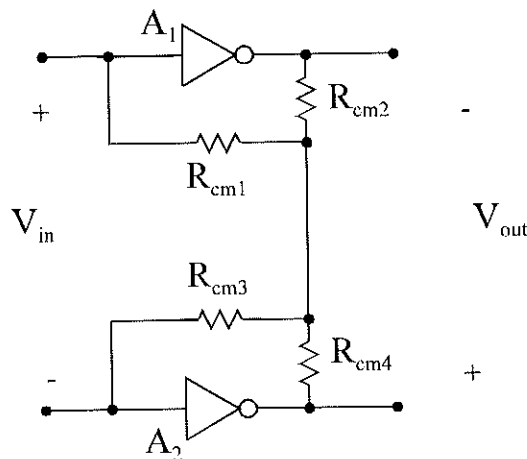 A1
Rcm2
+
-
Rcm1
Vin
Vout
Rcm3
Rcm4
-
+
A2